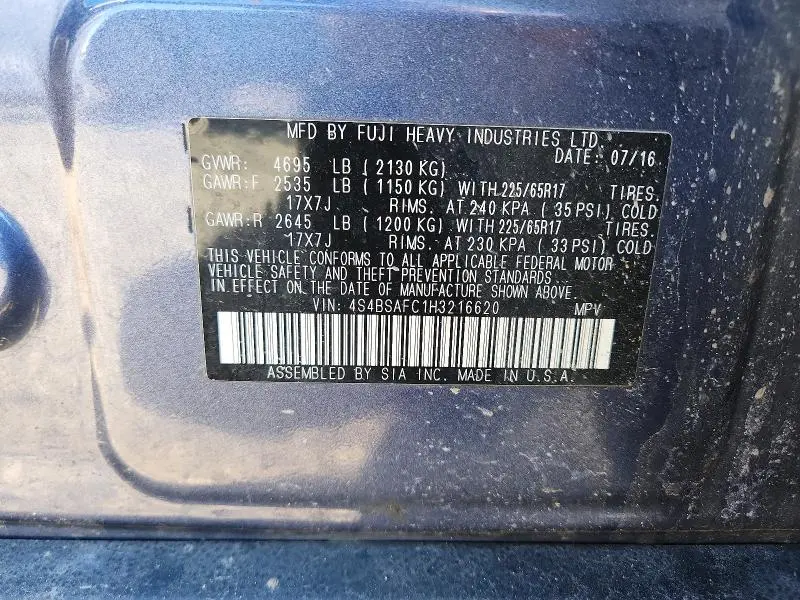 MFD BY FUJI HEAVY INDUSTRIES LTD.
DATE: 07/16
GVWR: 4695 LB ( 2130 KG)
GAWR:F 2535 LB ( 1150 KG) WITH 225/65R17 TIRES.
17X7J RIMS. AT 240 KPA ( 35 PSI) COLD
GAWR:R 2645 LB ( 1200 KG) WITH 225/65R17 TIRES.
17X7J RIMS. AT 230 KPA ( 33 PSI) COLD
THIS VEHICLE CONFORMS TO ALL APPLICABLE FEDERAL MOTOR
VEHICLE SAFETY AND THEFT PREVENTION STANDARDS
IN EFFECT ON THE DATE OF MANUFACTURE SHOWN ABOVE.
VIN: 4S4BSAFC1H3216620 MPV
ASSEMBLED BY SIA INC. MADE IN U.S.A.